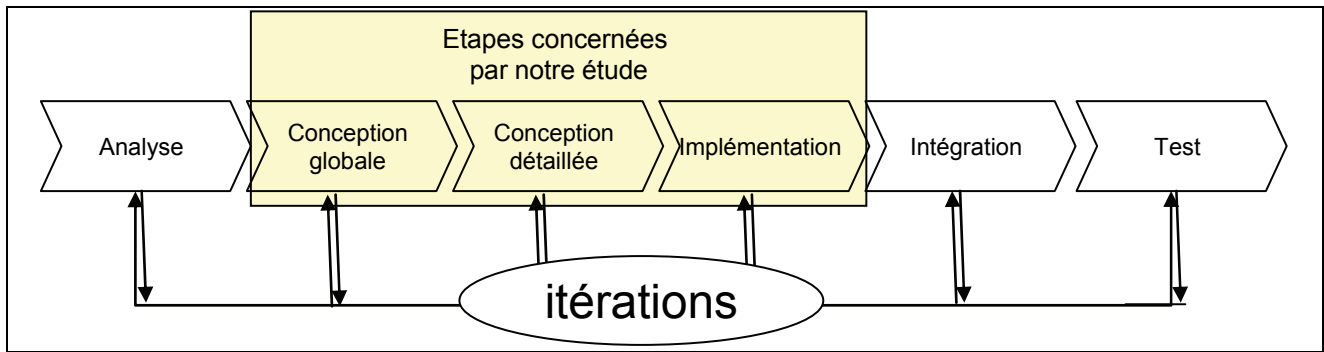 Etapes concernées
par notre étude
Analyse
Conception
globale
Conception
détaillée
Implémentation
Intégration
Test
itérations